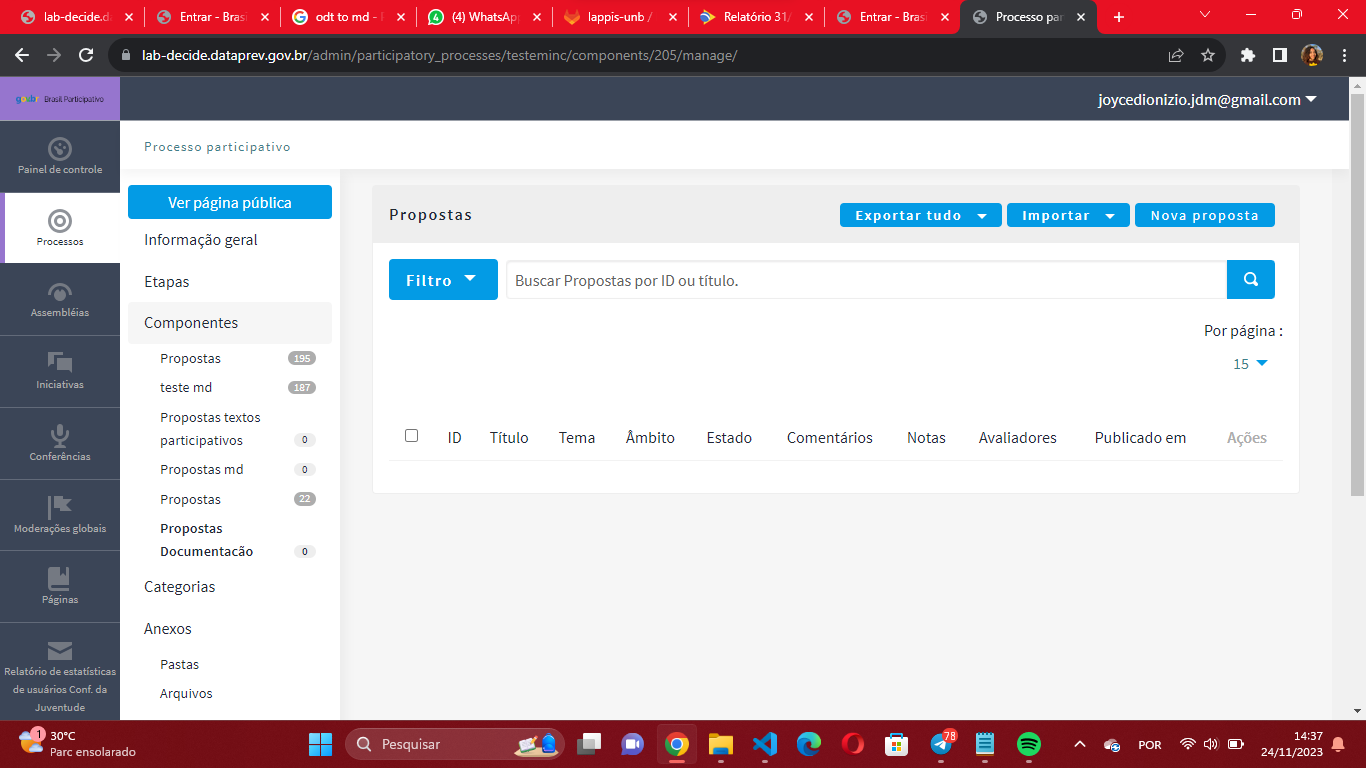 lab-decide.d
Entrar - Brasi
odt to md - 
(4) WhatsApp
lappis-unb /
Relatório 31/
Entrar - Brasi
Processo par
lab-decide.dataprev.gov.br/admin/participatory_processes/testeminc/components/205/manage/
gov.br Brasil Participativo
joycedionizio.jdm@gmail.com
Painel de controle
Processos
Assembléias
Iniciativas
Conferências
Moderações globais
Páginas
Relatório de estatísticas
de usuários Conf. da
Juventude
Processo participativo
Ver página pública
Informação geral
Etapas
Componentes
Propostas 195
teste md 187
Propostas textos
participativos 0
Propostas md 0
Propostas 22
Propostas
Documentacão 0
Categorias
Anexos
Pastas
Arquivos
Propostas
Exportar tudo
Importar
Nova proposta
Filtro
Buscar Propostas por ID ou título.
Por página :
15
ID Título Tema Âmbito Estado Comentários Notas Avaliadores Publicado em Ações
1
30°C
Parc ensolarado
Pesquisar
78
POR
14:37
24/11/2023